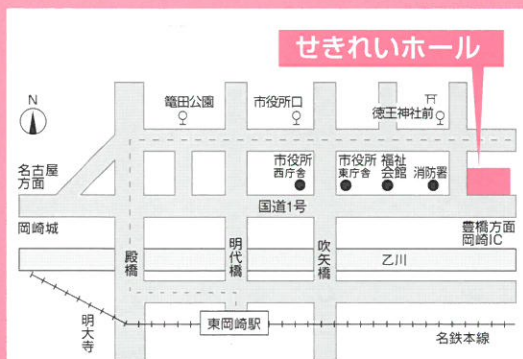 せきれいホール
N
籠田公園
市役所口
徳王神社前
名古屋
方面
市役所
西庁舎
市役所
東庁舎
福祉
会館
消防署
国道1号
岡崎城
豊橋方面
岡崎IC
殿橋
明代橋
吹矢橋
乙川
明大寺
東岡崎駅
名鉄本線